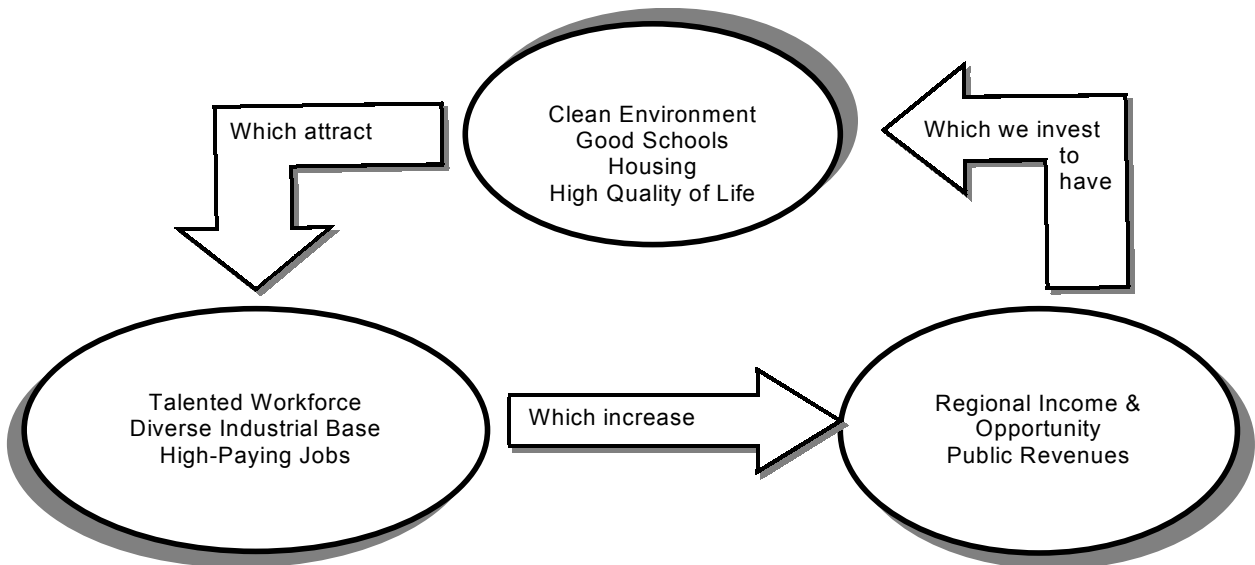 Clean Environment
Good Schools
Housing
High Quality of Life
Which attract
Talented Workforce
Diverse Industrial Base
High-Paying Jobs
Which increase
Regional Income &
Opportunity
Public Revenues
Which we invest
to
have